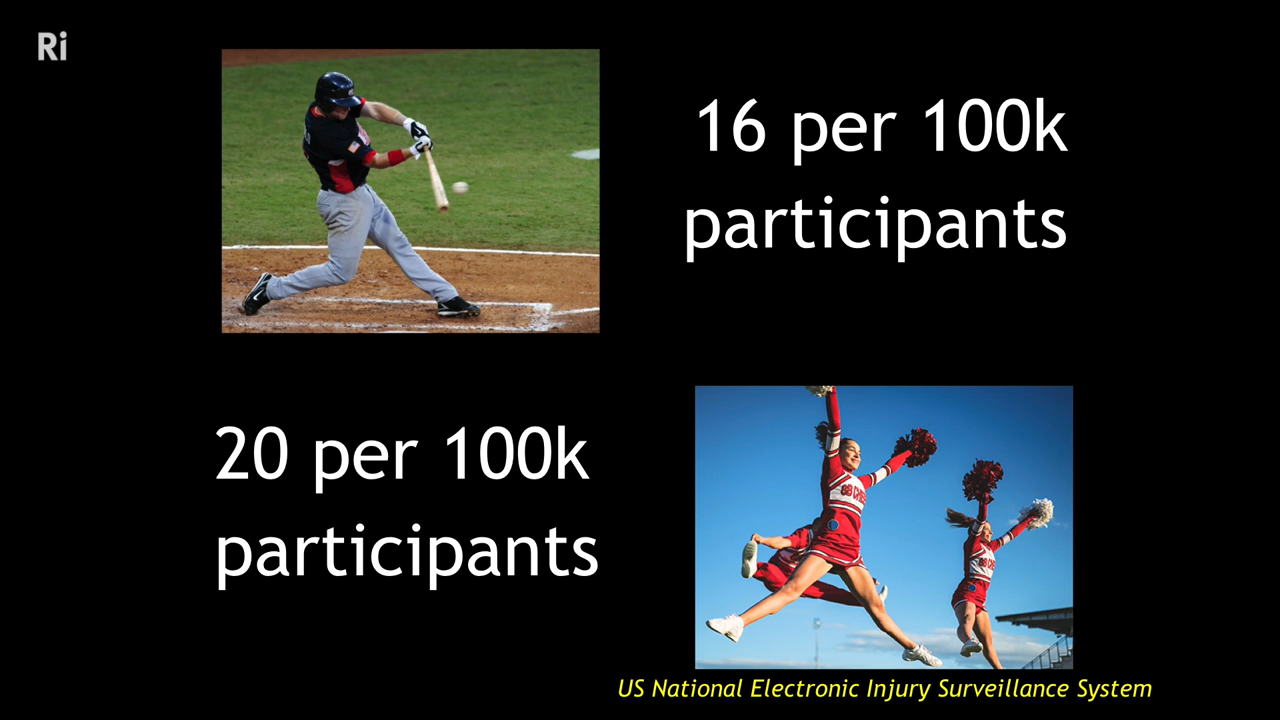 Ri
16 per 100k
participants
20 per 100k
participants
US National Electronic Injury Surveillance System